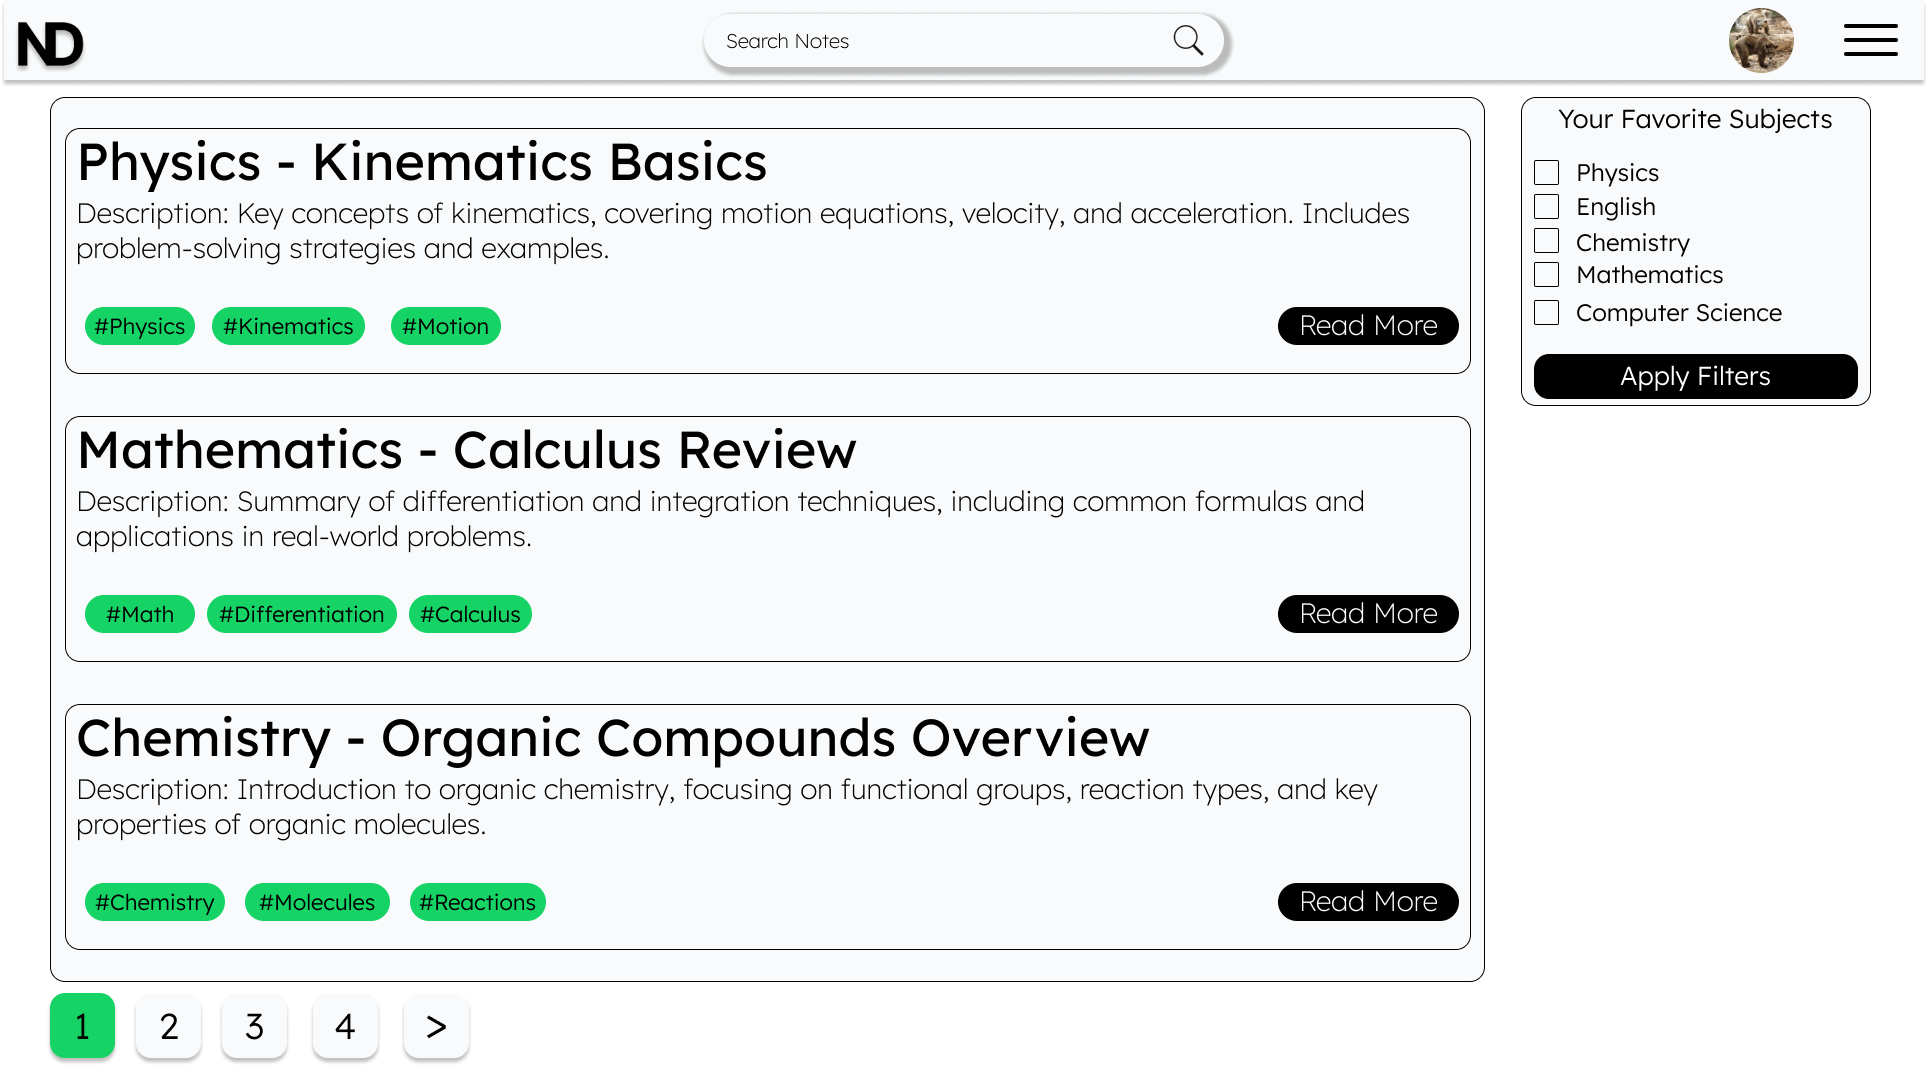 ND
Search Notes
Physics - Kinematics Basics
Description: Key concepts of kinematics, covering motion equations, velocity, and acceleration. Includes
problem-solving strategies and examples.
#Physics #Kinematics #Motion Read More
Mathematics - Calculus Review
Description: Summary of differentiation and integration techniques, including common formulas and
applications in real-world problems.
#Math #Differentiation #Calculus Read More
Chemistry - Organic Compounds Overview
Description: Introduction to organic chemistry, focusing on functional groups, reaction types, and key
properties of organic molecules.
#Chemistry #Molecules #Reactions Read More
1 2 3 4 >
Your Favorite Subjects
Physics
English
Chemistry
Mathematics
Computer Science
Apply Filters